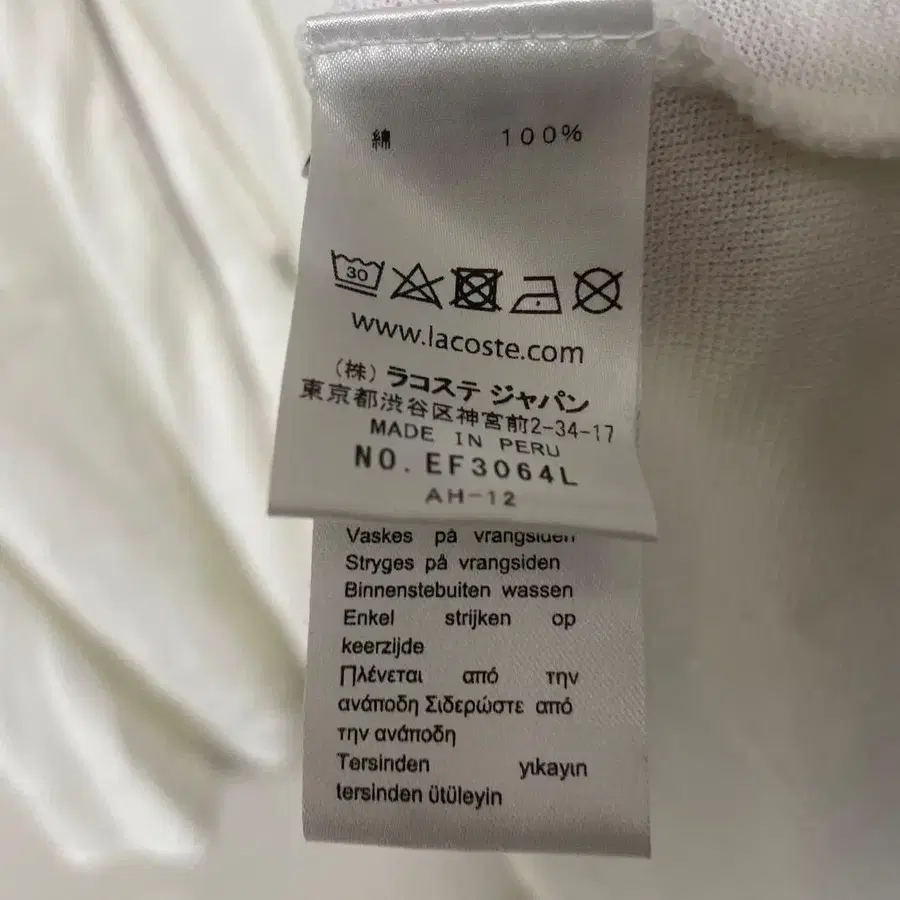 綿 100%
30
www.lacoste.com
(株) ラコステ ジャパン
東京都渋谷区神宮前2-34-17
MADE IN PERU
NO. EF3064L
AH-12
Vaskes på vrangsiden
Stryges på vrangsiden
Binnenstebuiten wassen
Enkel strijken op
keerzijde
Πλένεται από την
ανάποδη Σιδερώστε από
την ανάποδη
Tersinden yıkayın
tersinden ütüleyin